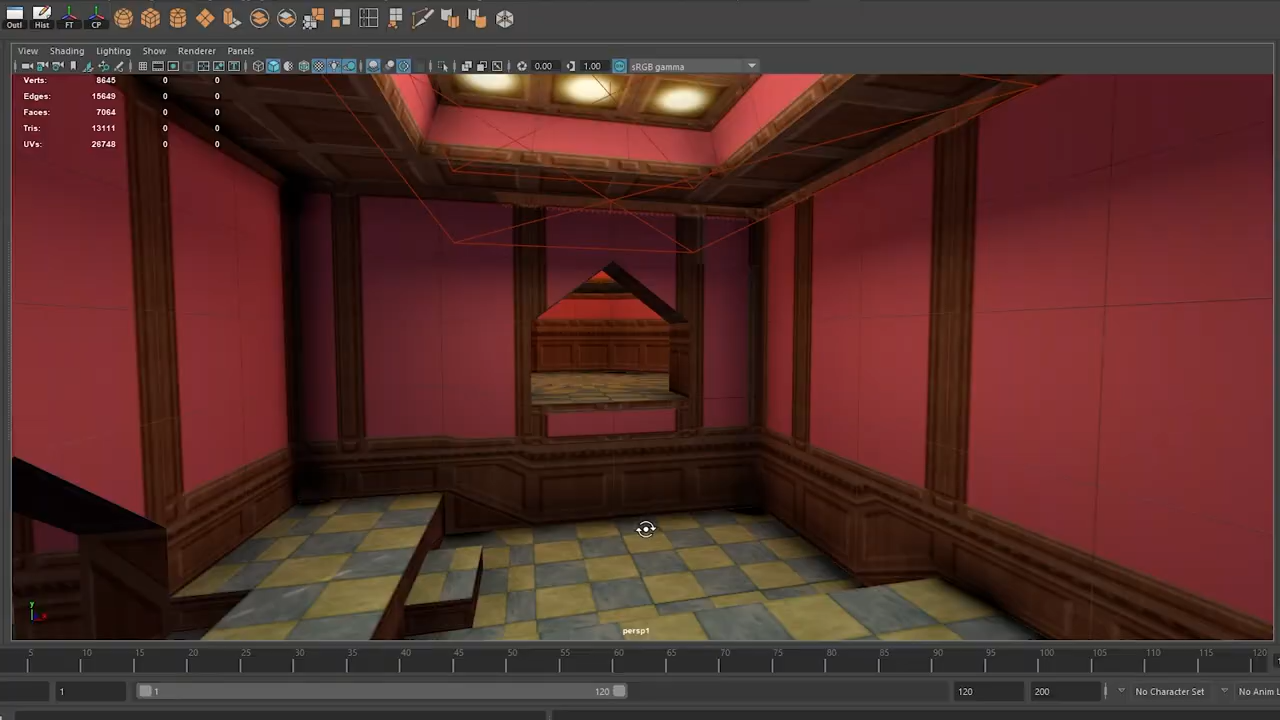 Outl Hist FT CP
View Shading Lighting Show Renderer Panels
0.00 1.00 sRGB gamma
Verts: 8645 0 0
Edges: 15649 0 0
Faces: 7064 0 0
Tris: 13111 0 0
UVs: 26748 0 0
y
persp1
5 10 15 20 25 30 35 40 45 50 55 60 65 70 75 80 85 90 95 100 105 110 115 120
1 1 120 120 200 No Character Set No Anim L